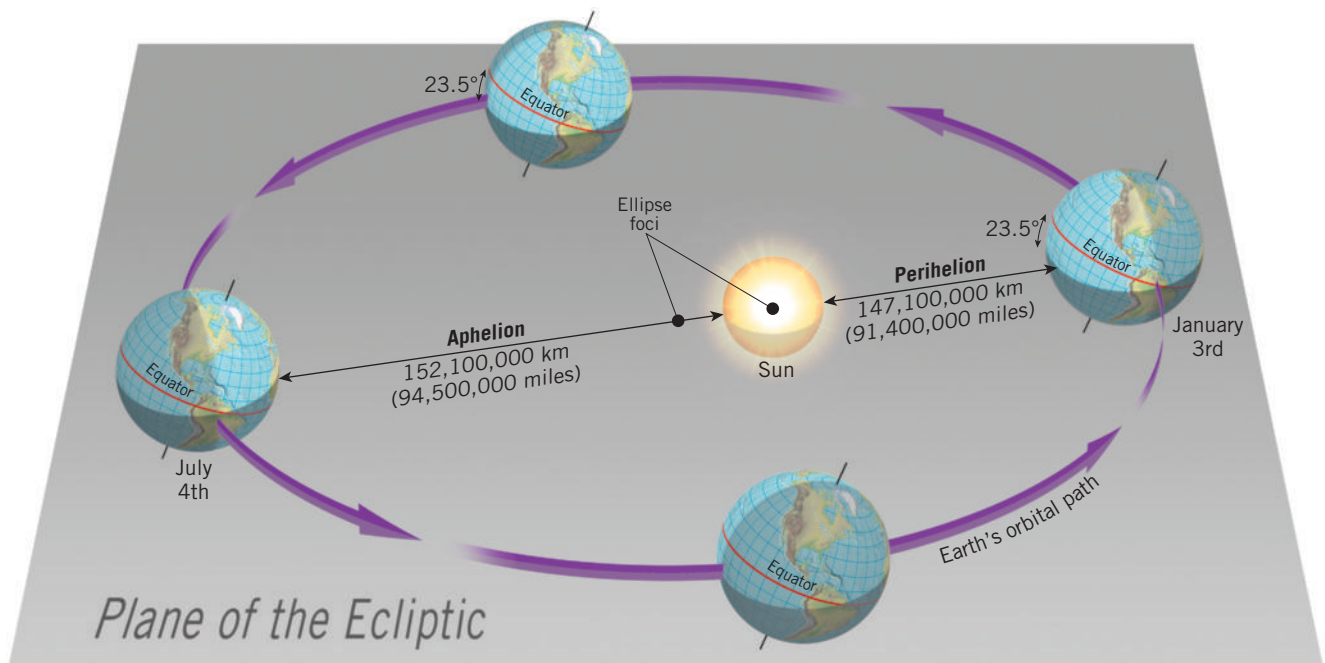 23.5°
Equator
Ellipse
foci
23.5°
Equator
Perihelion
147,100,000 km
(91,400,000 miles)
January
3rd
Aphelion
152,100,000 km
(94,500,000 miles)
Sun
Equator
July
4th
Equator
Earth's orbital path
Plane of the Ecliptic